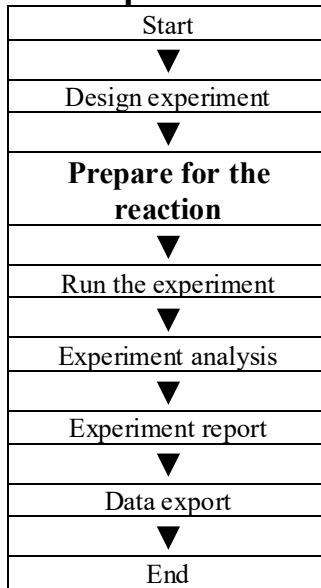 Start
▼
Design experiment
▼
Prepare for the
reaction
▼
Run the experiment
▼
Experiment analysis
▼
Experiment report
▼
Data export
▼
End